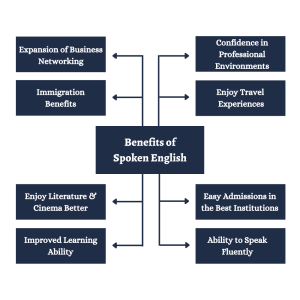 Expansion of Business
Networking
Confidence in
Professional
Environments
Immigration
Benefits
Enjoy Travel
Experiences
Benefits of
Spoken English
Enjoy Literature &
Cinema Better
Easy Admissions in
the Best Institutions
Improved Learning
Ability
Ability to Speak
Fluently